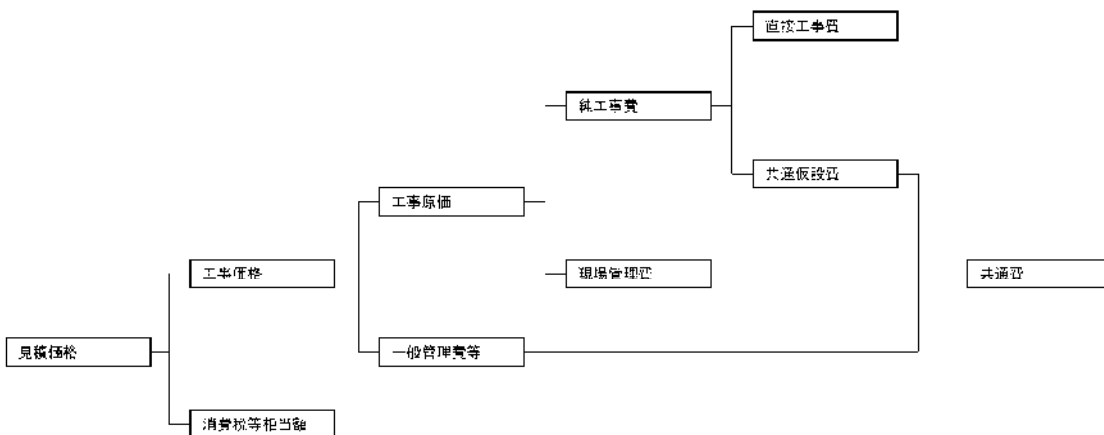 直接工事費
純工事費
共通仮設費
工事原価
工事価格
現場管理費
共通費
見積価格
一般管理費等
消費税等相当額